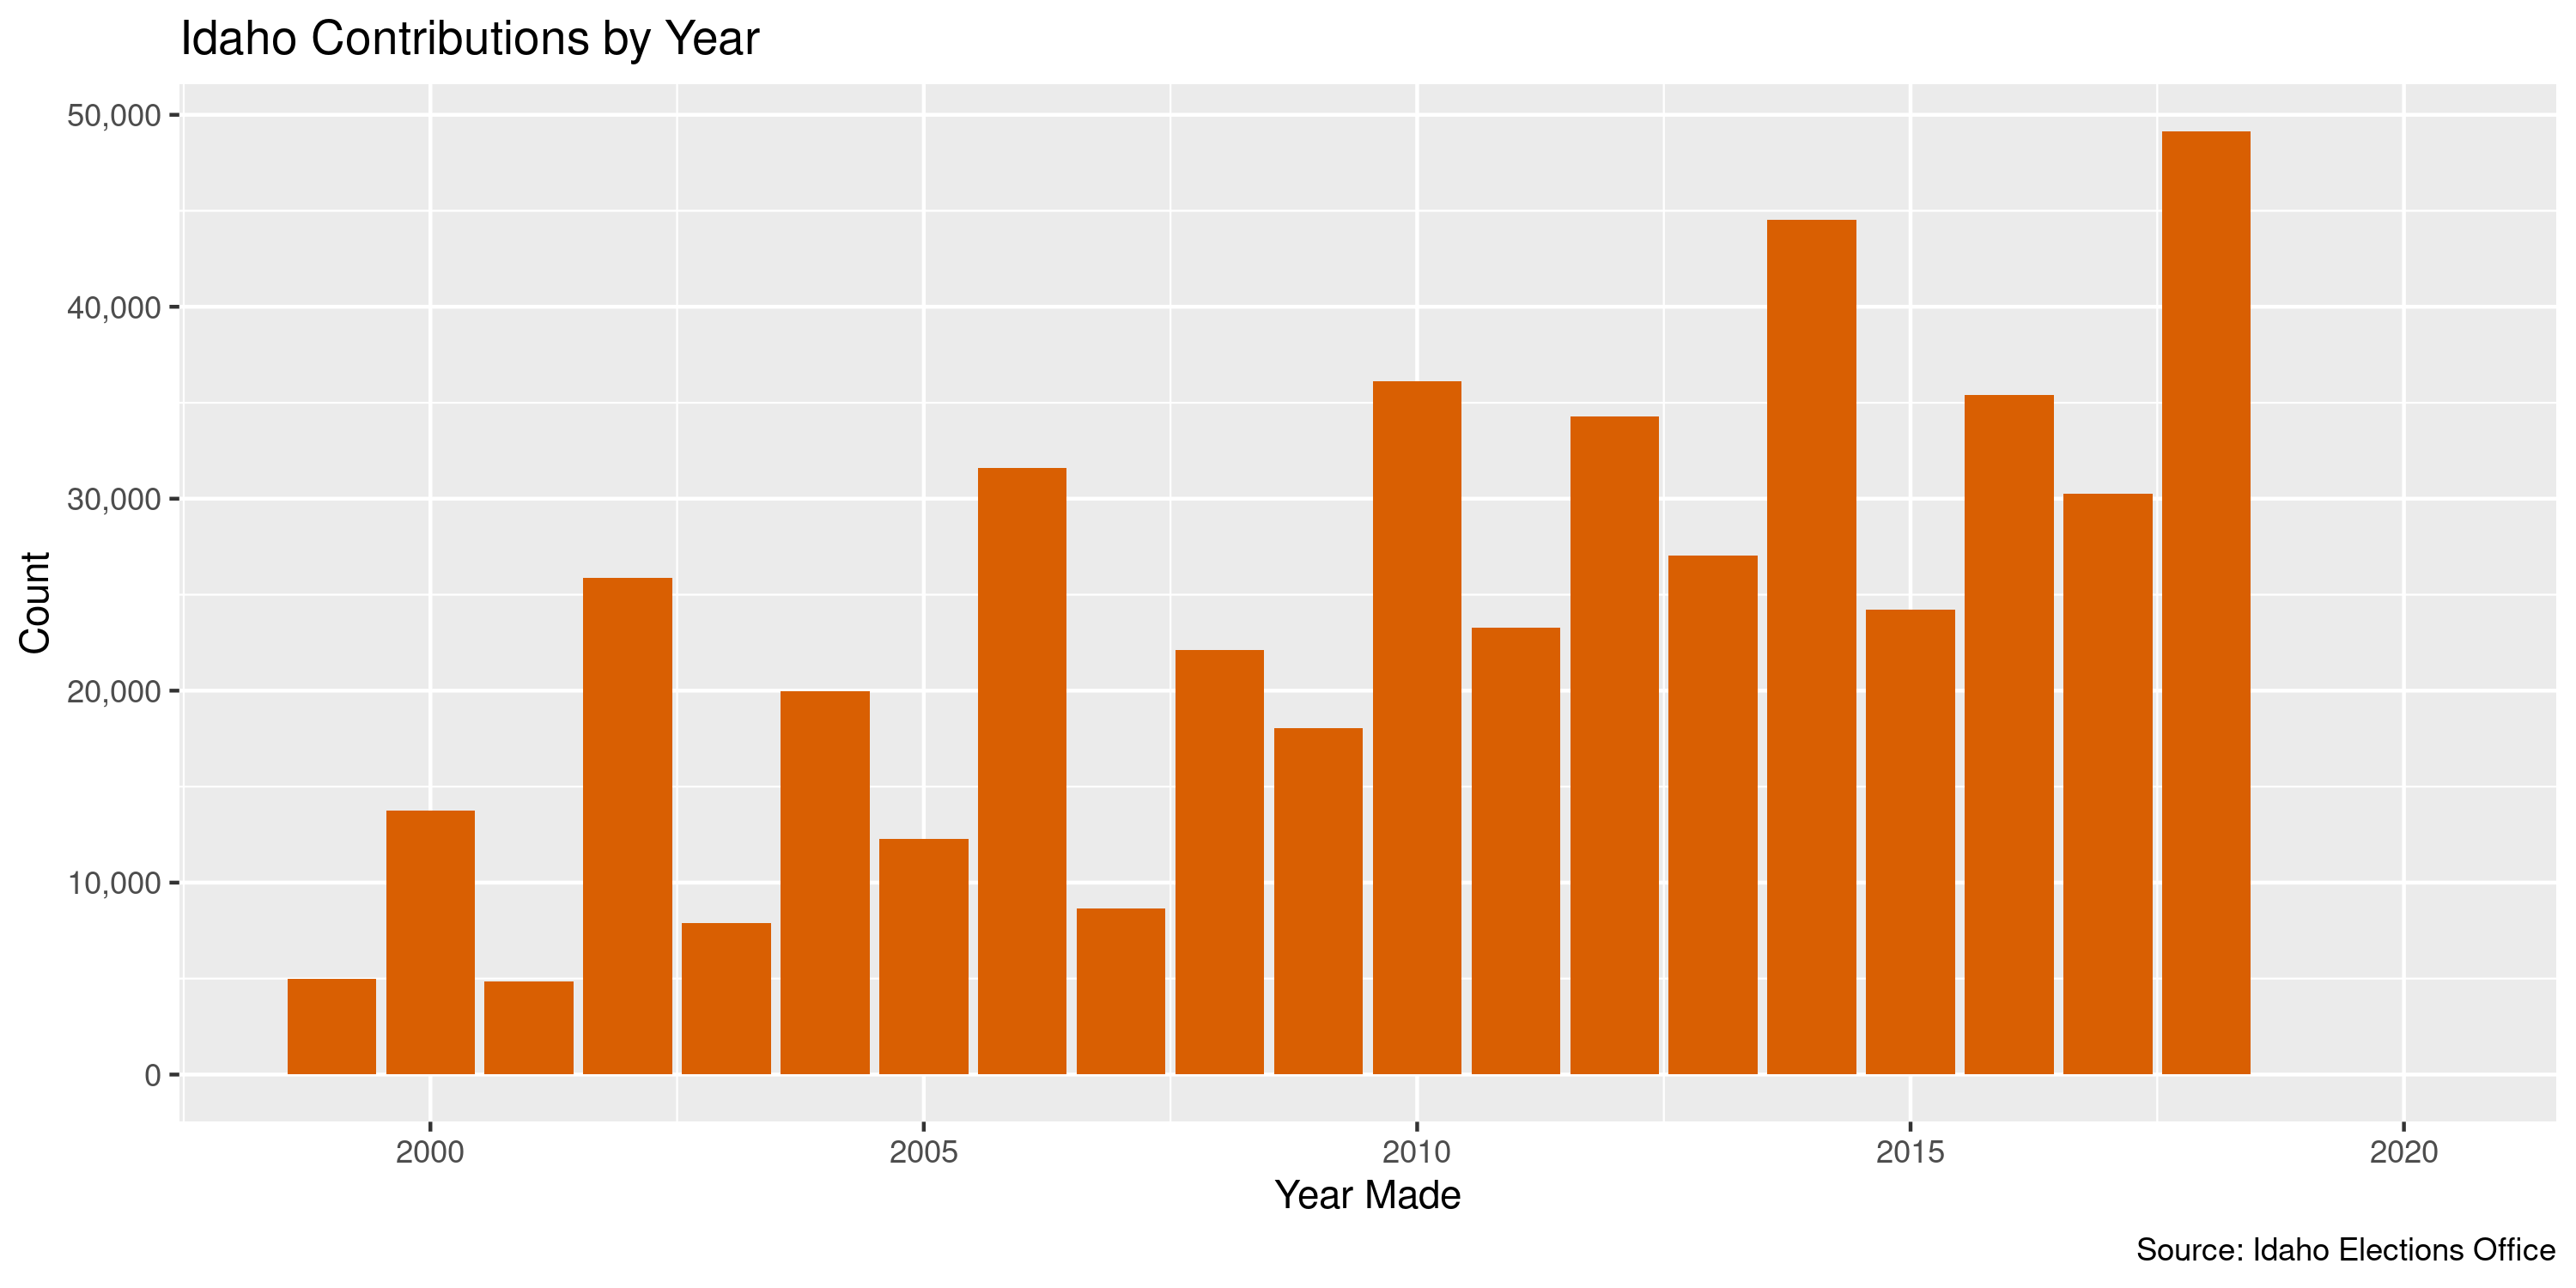 Idaho Contributions by Year
50,000
40,000
30,000
20,000
10,000
0
Count
2000 2005 2010 2015 2020
Year Made
Source: Idaho Elections Office